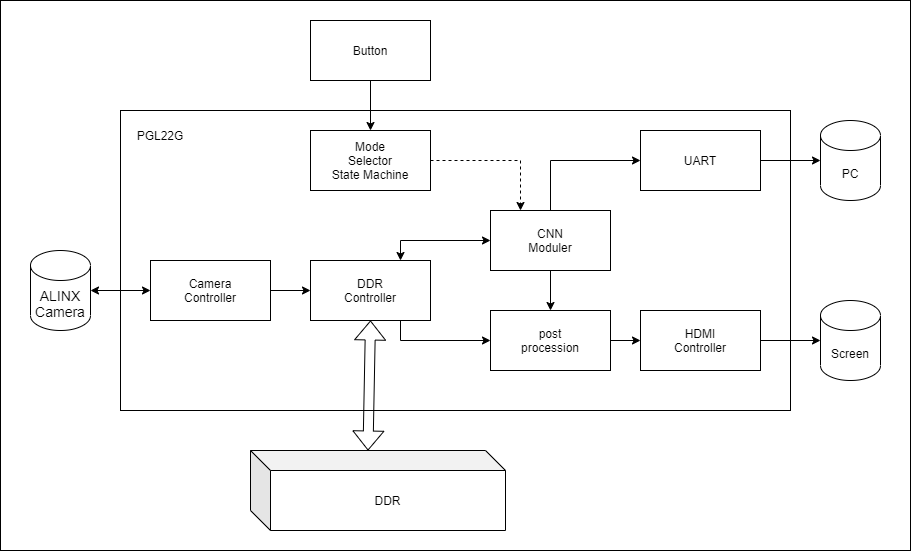 Button
PGL22G
Mode
Selector
State Machine
UART
PC
CNN
Moduler
ALINX
Camera
Camera
Controller
DDR
Controller
post
procession
HDMI
Controller
Screen
DDR